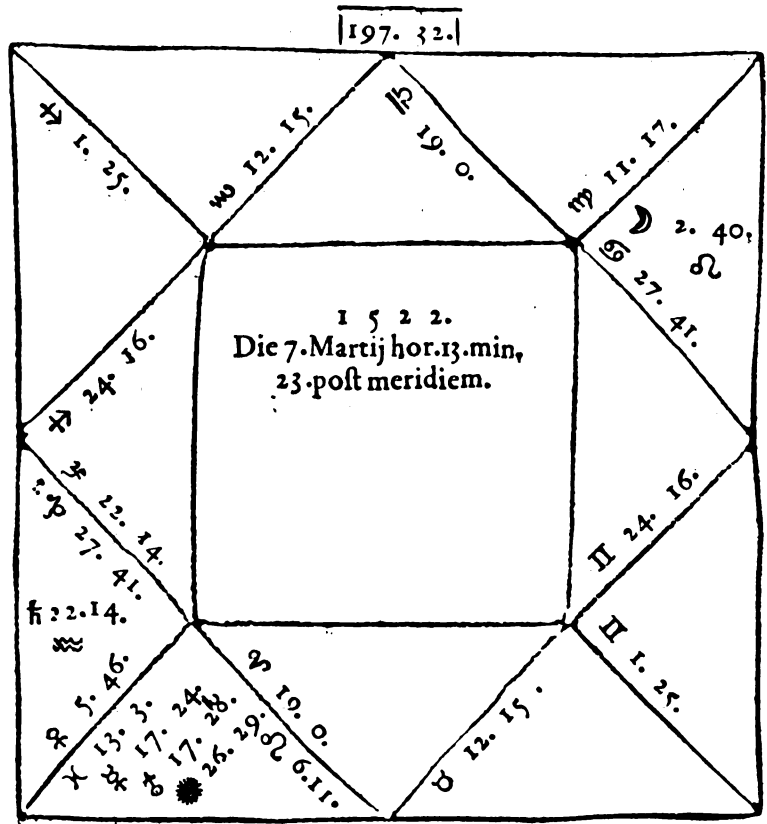 197. 32.
♐ 1. 25.
♏ 12. 15.
♎ 19. 0.
♍ 11. 17.
☽ 2. 40.
♌
♋ 27. 41.
1 5 2 2.
Die 7. Martij hor. 13. min,
23. poſt meridiem.
♐ 24. 16.
♃ 22. 14.
♑ 27. 41.
♄ 22. 14.
♒
♀ 5. 46.
♓ 13. 3.
☿ 17. 24.
17. 28.
26. 29.
6. 11.
19. 0.
♉ 12. 15.
♊ 24. 16.
♊ 1. 25.